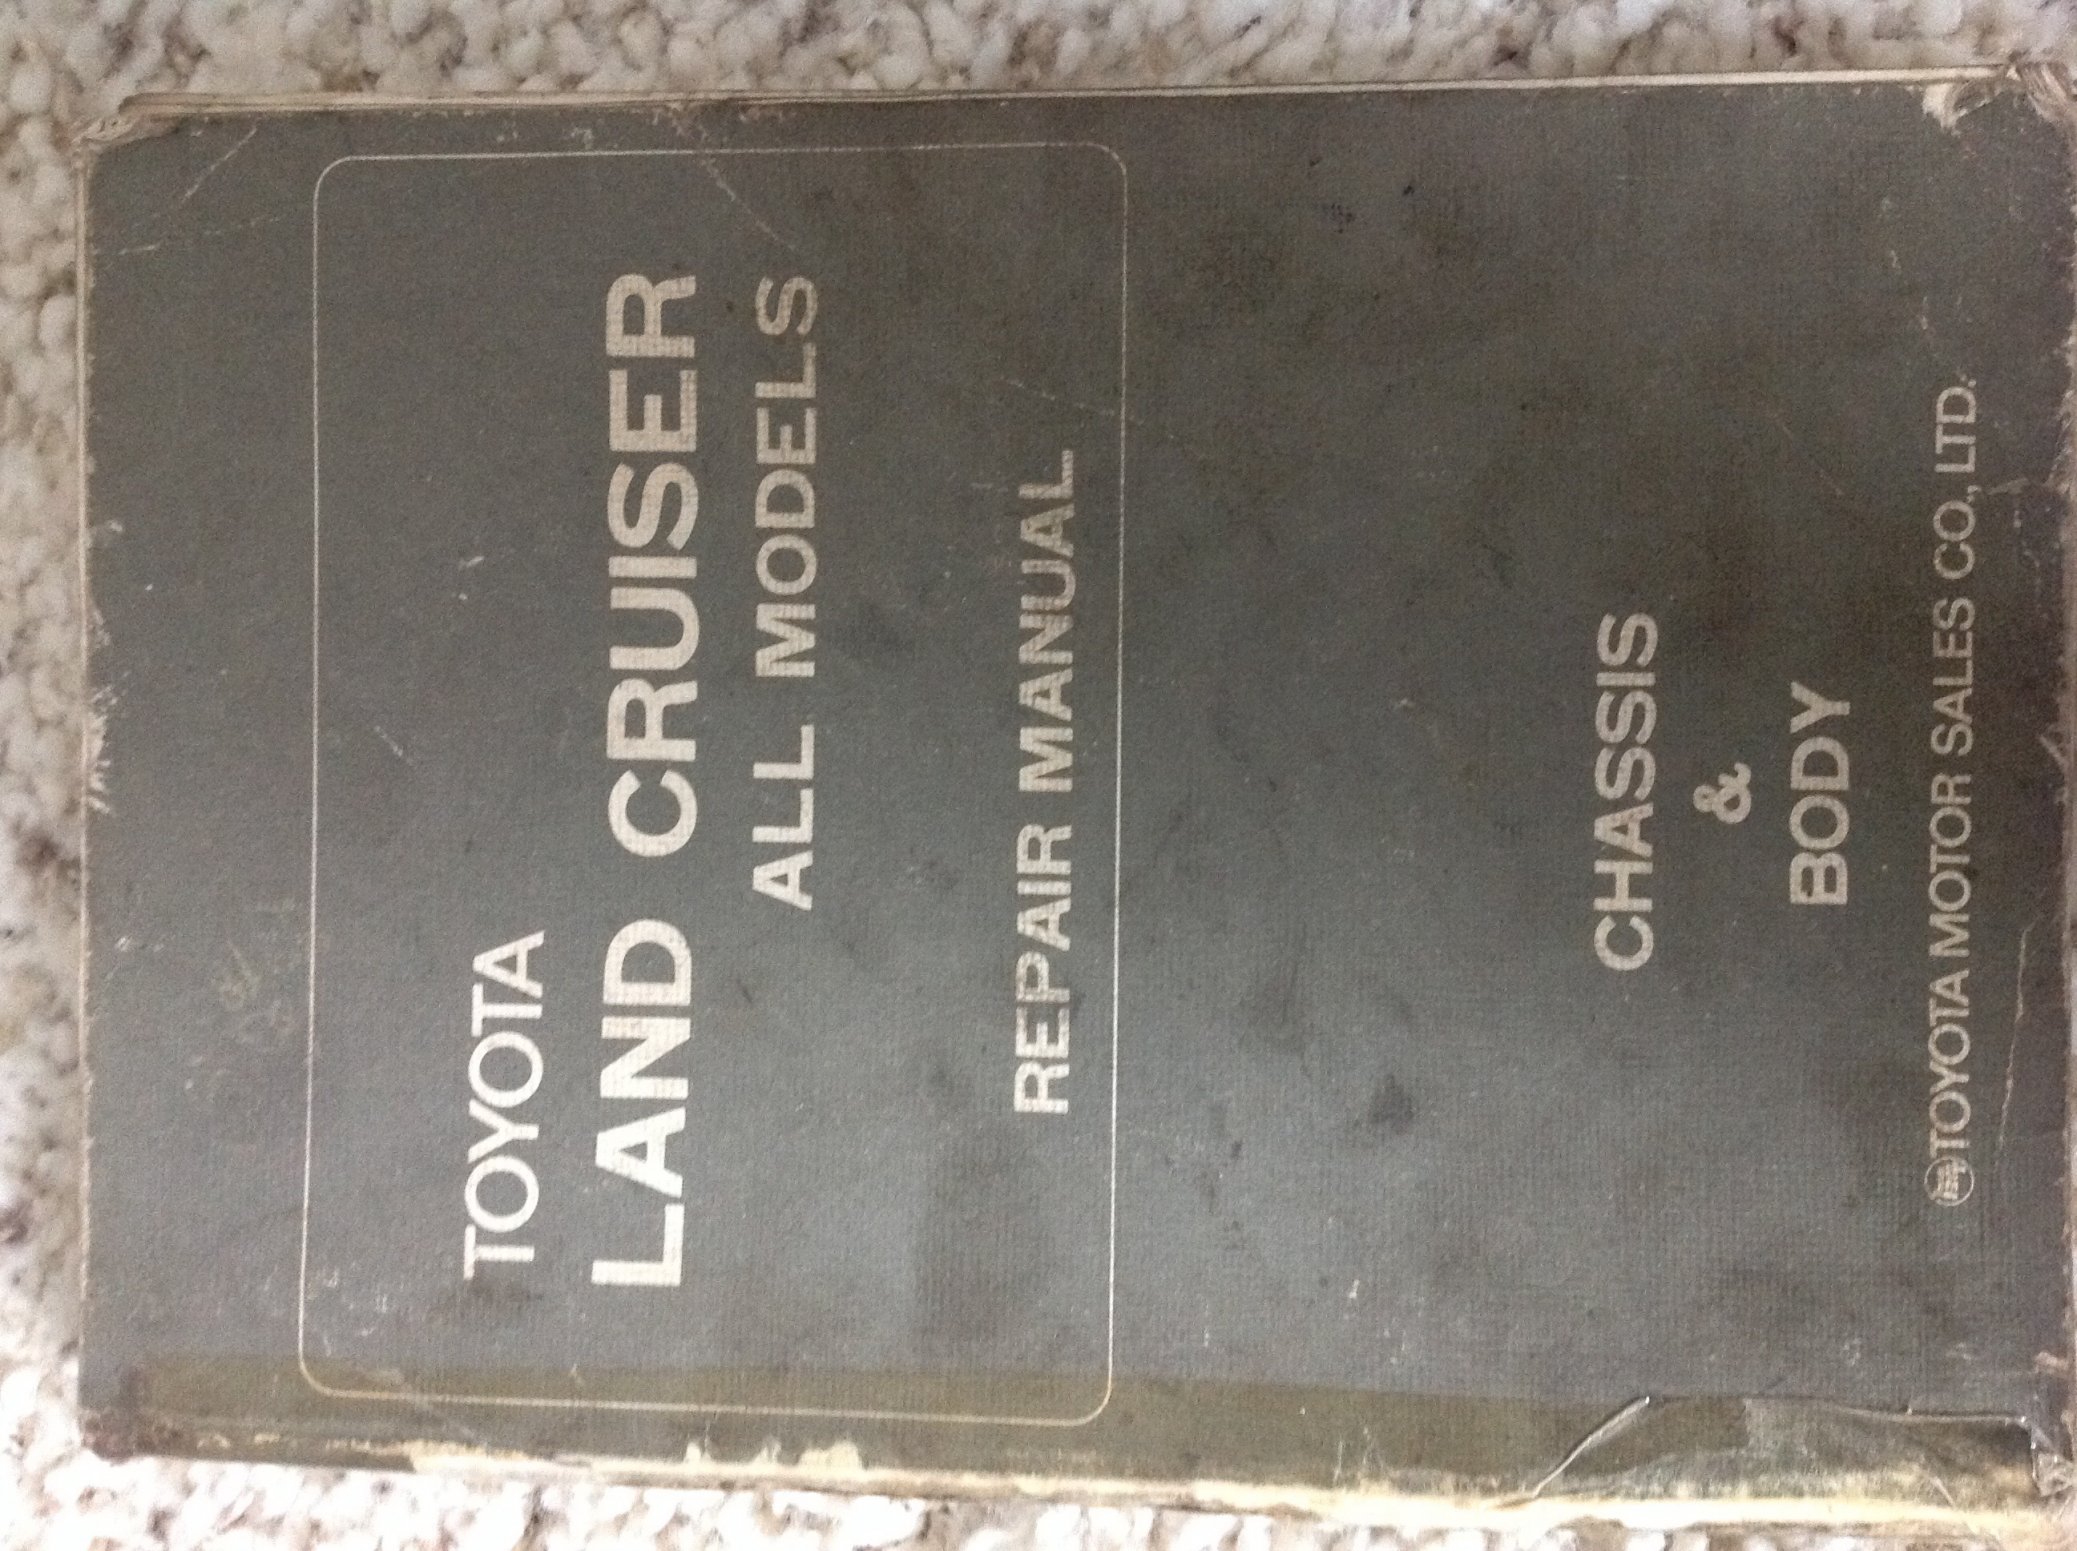 TOYOTA
LAND CRUISER
ALL MODELS
REPAIR MANUAL
CHASSIS
&
BODY
TOYOTA MOTOR SALES CO., LTD.